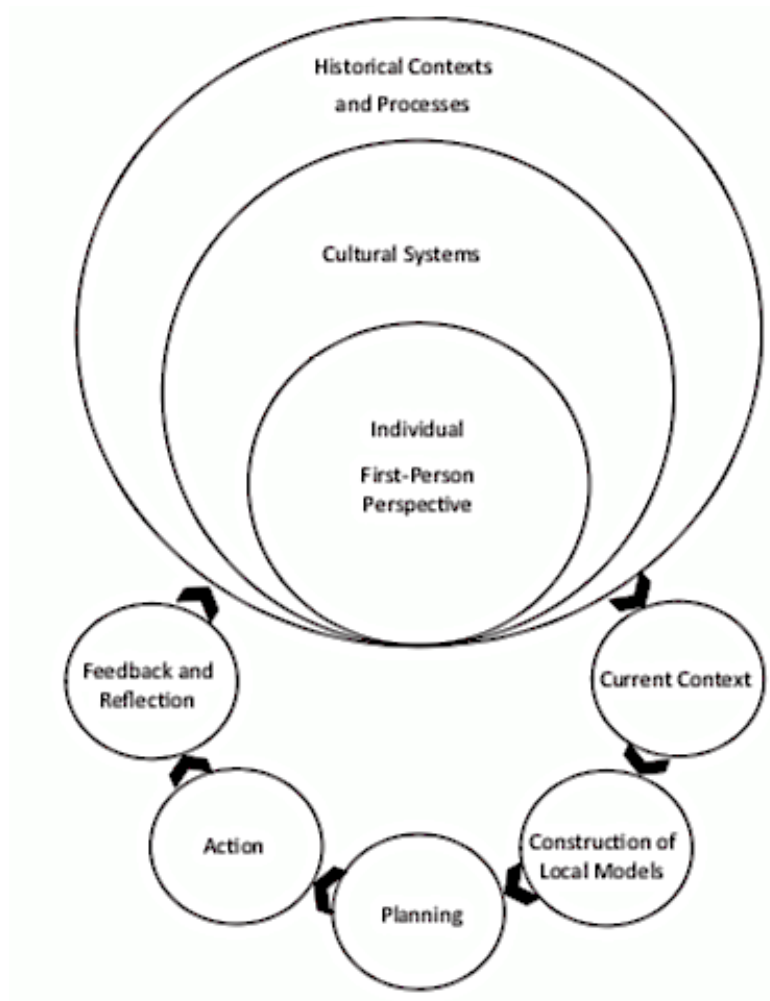 Historical Contexts
and Processes
Cultural Systems
Individual
First-Person
Perspective
Feedback and
Reflection
Current Context
Action
Construction of
Local Models
Planning